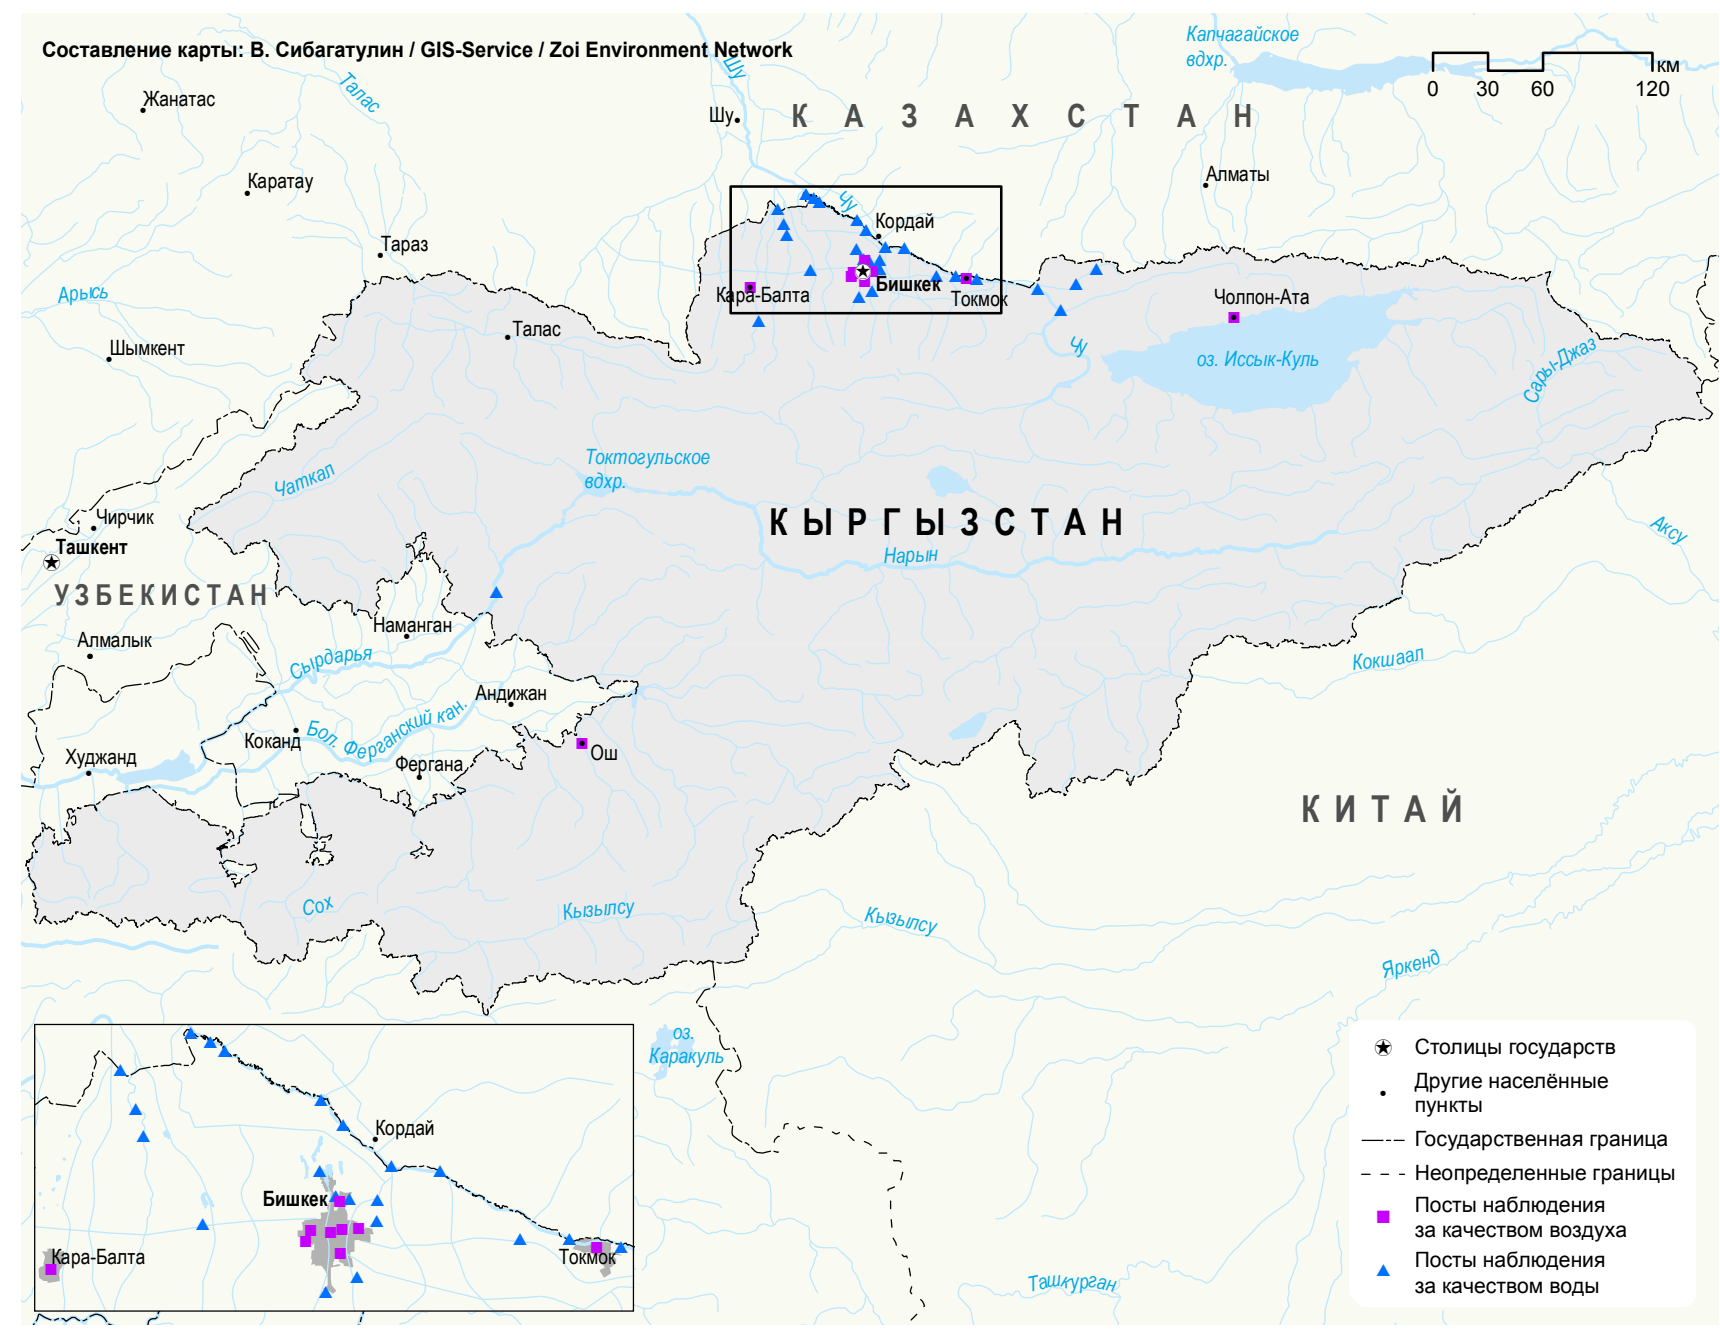 Составление карты: В. Сибагатулин / GIS-Service / Zoi Environment Network
Капчагайское
вдхр.
км
0 30 60 120
Шу
Талас
Жанатас
Шу
КАЗАХСТАН
Каратау
Алматы
Чу
Кордай
Тараз
Бишкек
Кара-Балта
Токмок
Чолпон-Ата
Арысь
Талас
Шымкент
Чу
оз. Иссык-Куль
Сары-Джаз
Токтогульское
вдхр.
Чаткал
Чирчик
Ташкент
КЫРГЫЗСТАН
Аксу
Нарын
УЗБЕКИСТАН
Наманган
Алмалык
Сырдарья
Кокшаал
Андижан
Бол. Ферганский кан.
Коканд
Ош
Худжанд
Фергана
КИТАЙ
Сох
Кызылсу
Кызылсу
Яркенд
оз.
Каракуль
Ташкурган
Кордай
Бишкек
Кара-Балта
Токмок
Столицы государств
Другие населённые
пункты
Государственная граница
Неопределенные границы
Посты наблюдения
за качеством воздуха
Посты наблюдения
за качеством воды